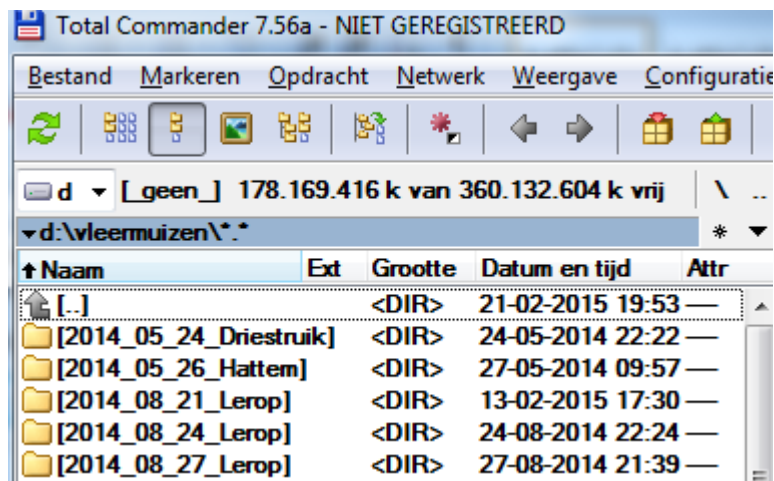 Total Commander 7.56a - NIET GEREGISTREERD
Bestand Markeren Opdracht Netwerk Weergave Configuratie
d [_geen_] 178.169.416 k van 360.132.604 k vrij \ ..
d:\vleermuizen\*.* *
Naam Ext Grootte Datum en tijd Attr
[..] <DIR> 21-02-2015 19:53 ----
[2014_05_24_Driestruik] <DIR> 24-05-2014 22:22 ----
[2014_05_26_Hattem] <DIR> 27-05-2014 09:57 ----
[2014_08_21_Lerop] <DIR> 13-02-2015 17:30 ----
[2014_08_24_Lerop] <DIR> 24-08-2014 22:24 ----
[2014_08_27_Lerop] <DIR> 27-08-2014 21:39 ----